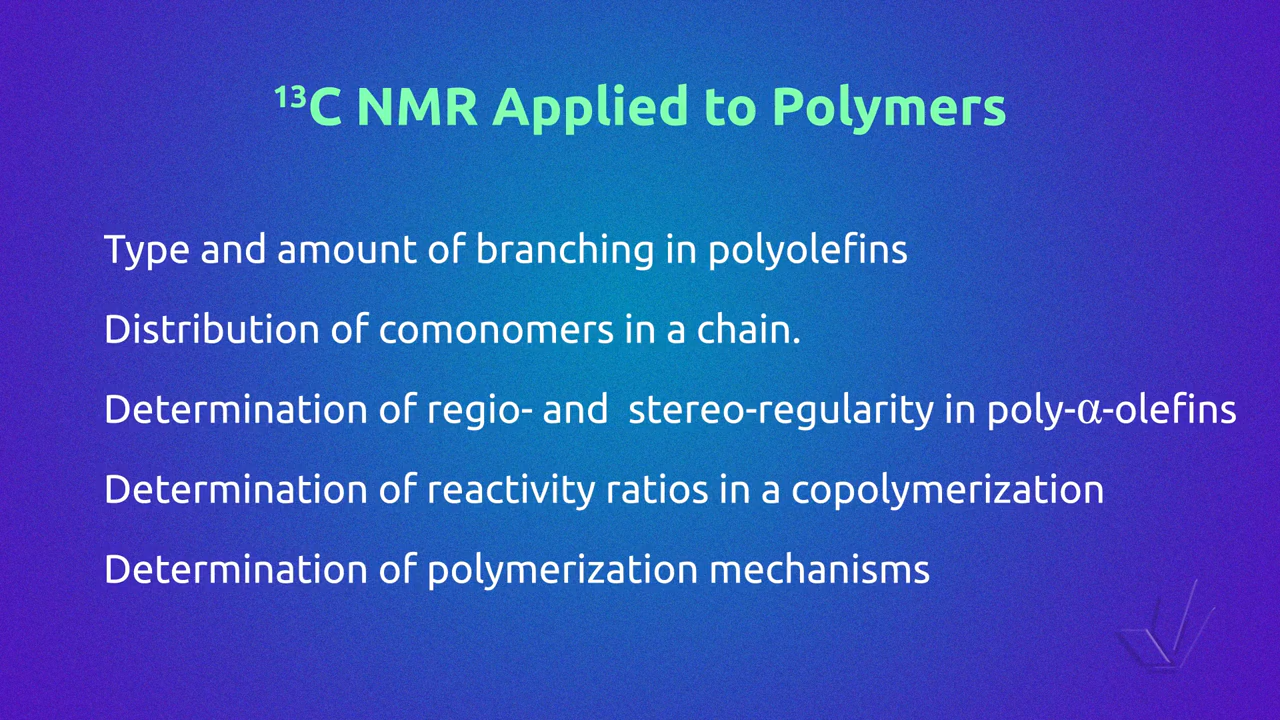 ¹³C NMR Applied to Polymers
Type and amount of branching in polyolefins
Distribution of comonomers in a chain.
Determination of regio- and  stereo-regularity in poly-α-olefins
Determination of reactivity ratios in a copolymerization
Determination of polymerization mechanisms